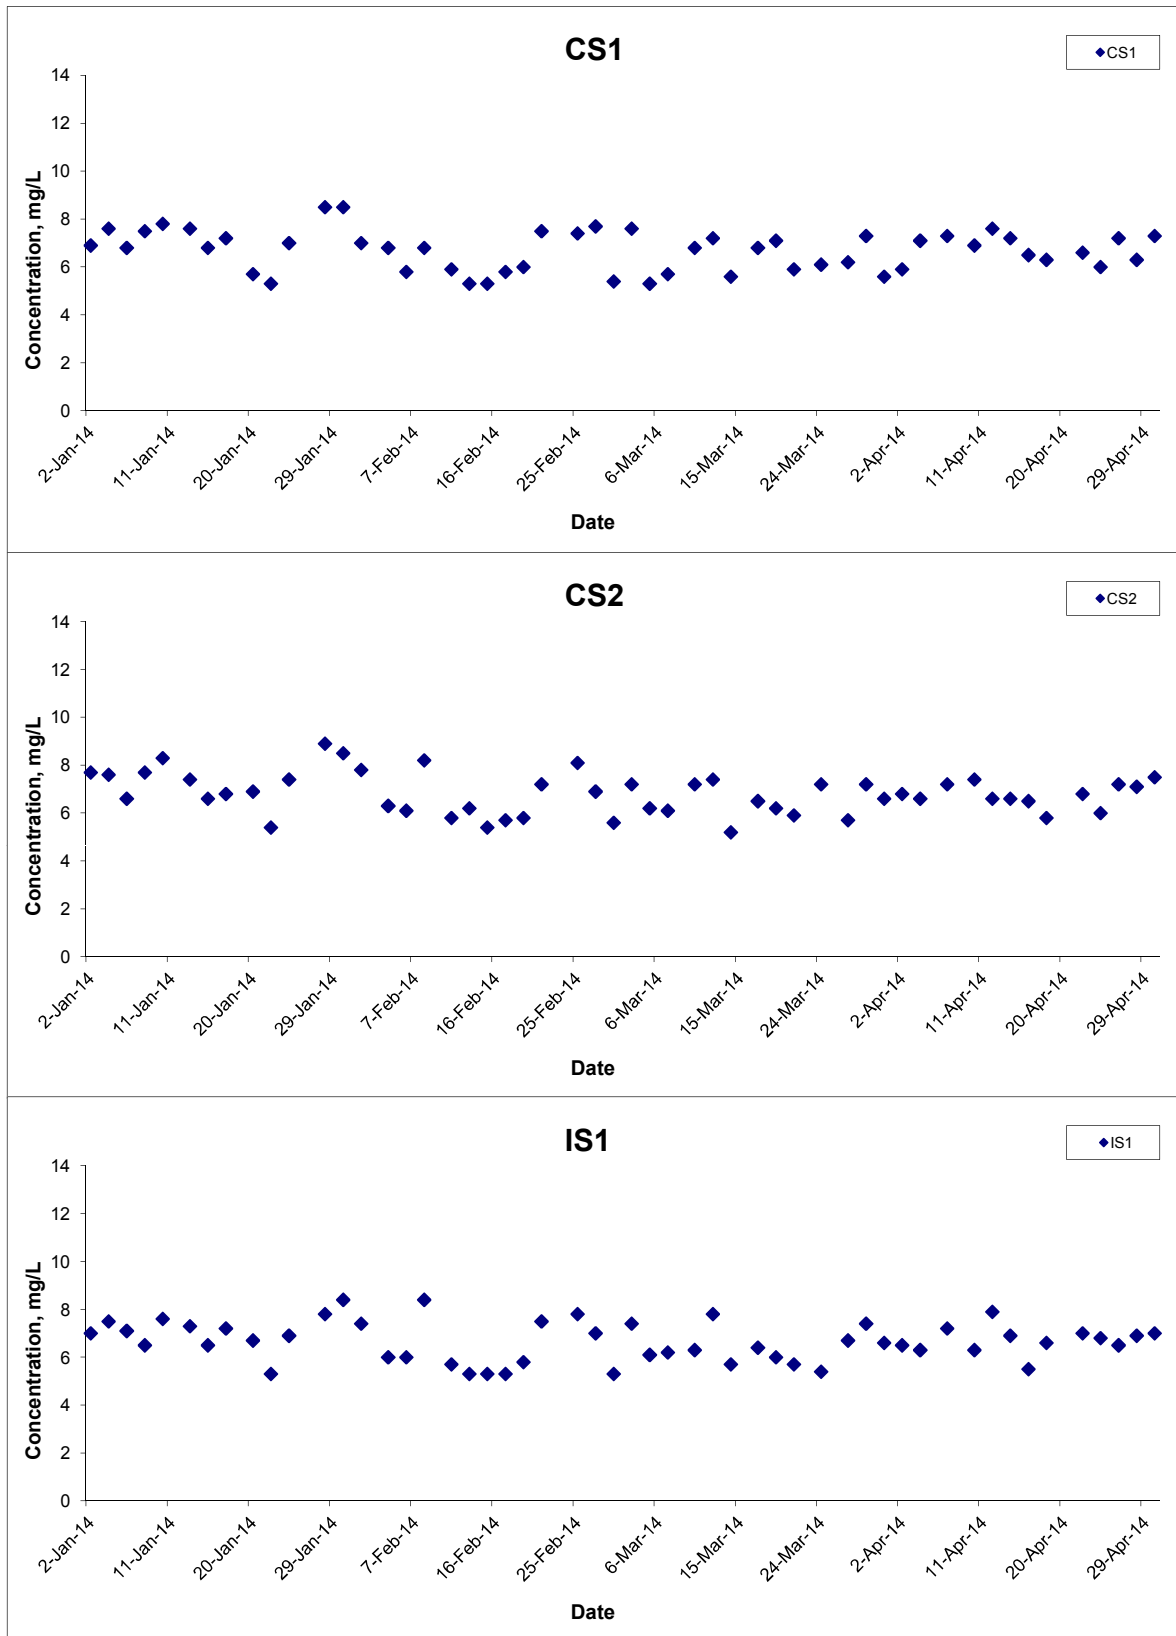 CS1
CS1
14
12
10
8
6
4
2
0
Concentration, mg/L
2-Jan-14
11-Jan-14
20-Jan-14
29-Jan-14
7-Feb-14
16-Feb-14
25-Feb-14
6-Mar-14
15-Mar-14
24-Mar-14
2-Apr-14
11-Apr-14
20-Apr-14
29-Apr-14
Date
CS2
CS2
14
12
10
8
6
4
2
0
Concentration, mg/L
2-Jan-14
11-Jan-14
20-Jan-14
29-Jan-14
7-Feb-14
16-Feb-14
25-Feb-14
6-Mar-14
15-Mar-14
24-Mar-14
2-Apr-14
11-Apr-14
20-Apr-14
29-Apr-14
Date
IS1
IS1
14
12
10
8
6
4
2
0
Concentration, mg/L
2-Jan-14
11-Jan-14
20-Jan-14
29-Jan-14
7-Feb-14
16-Feb-14
25-Feb-14
6-Mar-14
15-Mar-14
24-Mar-14
2-Apr-14
11-Apr-14
20-Apr-14
29-Apr-14
Date